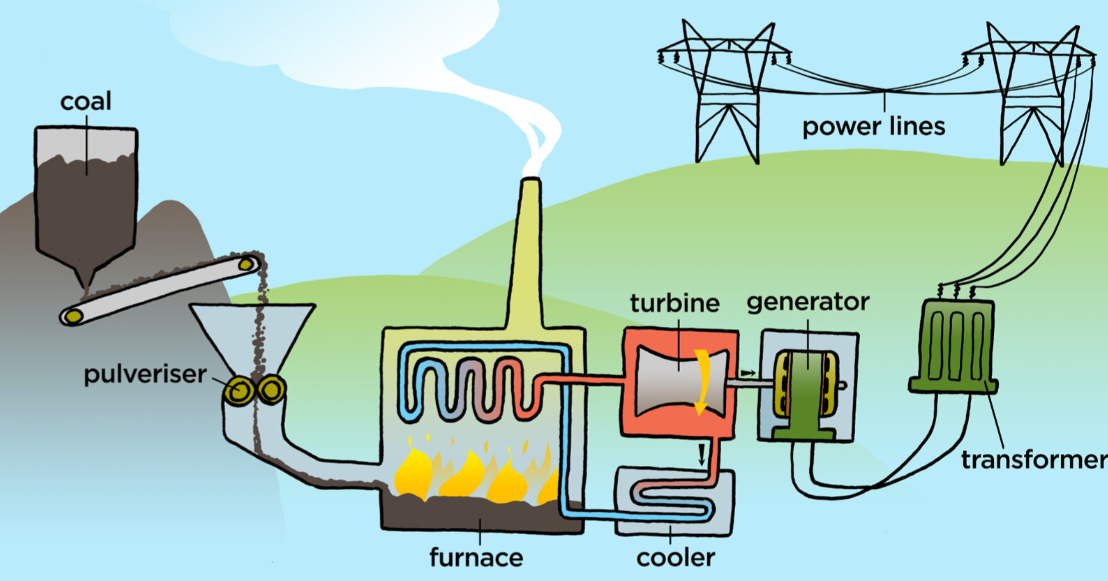 coal
power lines
turbine
generator
pulveriser
transformer
furnace
cooler